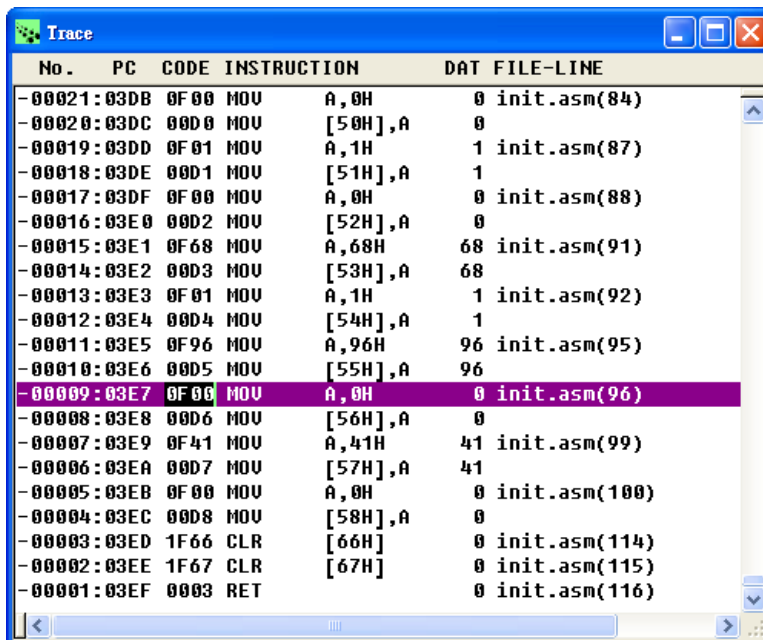 Trace
No. PC CODE INSTRUCTION DAT FILE-LINE
-00021:03DB 0F00 MOV A,0H 0 init.asm(84)
-00020:03DC 00D0 MOV [50H],A 0
-00019:03DD 0F01 MOV A,1H 1 init.asm(87)
-00018:03DE 00D1 MOV [51H],A 1
-00017:03DF 0F00 MOV A,0H 0 init.asm(88)
-00016:03E0 00D2 MOV [52H],A 0
-00015:03E1 0F68 MOV A,68H 68 init.asm(91)
-00014:03E2 00D3 MOV [53H],A 68
-00013:03E3 0F01 MOV A,1H 1 init.asm(92)
-00012:03E4 00D4 MOV [54H],A 1
-00011:03E5 0F96 MOV A,96H 96 init.asm(95)
-00010:03E6 00D5 MOV [55H],A 96
-00009:03E7 0F00 MOV A,0H 0 init.asm(96)
-00008:03E8 00D6 MOV [56H],A 0
-00007:03E9 0F41 MOV A,41H 41 init.asm(99)
-00006:03EA 00D7 MOV [57H],A 41
-00005:03EB 0F00 MOV A,0H 0 init.asm(100)
-00004:03EC 00D8 MOV [58H],A 0
-00003:03ED 1F66 CLR [66H] 0 init.asm(114)
-00002:03EE 1F67 CLR [67H] 0 init.asm(115)
-00001:03EF 0003 RET 0 init.asm(116)